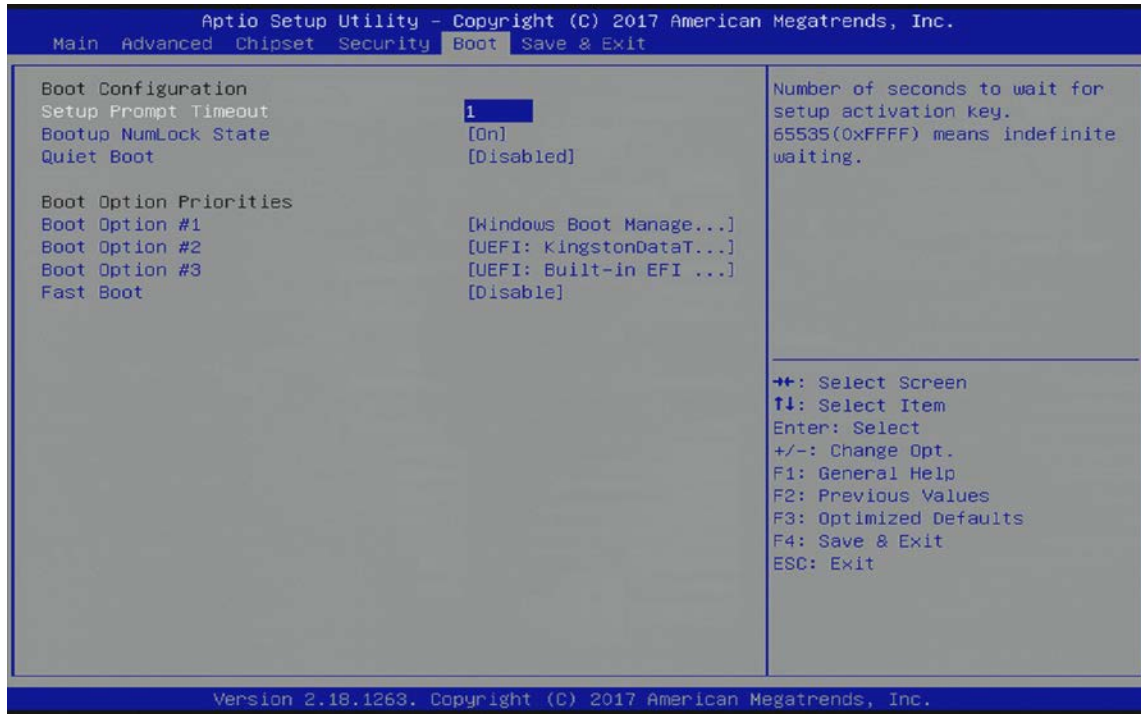 Aptio Setup Utility – Copyright (C) 2017 American Megatrends, Inc.
Main Advanced Chipset Security Boot Save & Exit
Boot Configuration
Setup Prompt Timeout 1
Bootup NumLock State [On]
Quiet Boot [Disabled]
Boot Option Priorities
Boot Option #1 [Windows Boot Manage...]
Boot Option #2 [UEFI: KingstonDataT...]
Boot Option #3 [UEFI: Built-in EFI ...]
Fast Boot [Disable]
Number of seconds to wait for
setup activation key.
65535(0xFFFF) means indefinite
waiting.
→←: Select Screen
↑↓: Select Item
Enter: Select
+/-: Change Opt.
F1: General Help
F2: Previous Values
F3: Optimized Defaults
F4: Save & Exit
ESC: Exit
Version 2.18.1263. Copyright (C) 2017 American Megatrends, Inc.